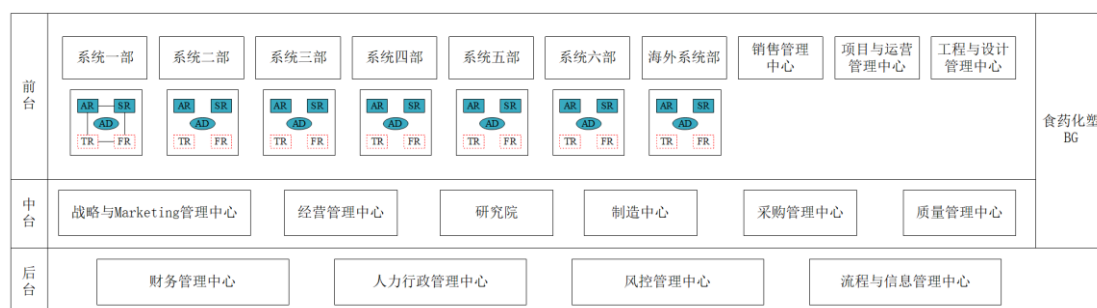 前台
系统一部
系统二部
系统三部
系统四部
系统五部
系统六部
海外系统部
销售管理
中心
项目与运营
管理中心
工程与设计
管理中心
AR SR
AD
TR FR
AR SR
AD
TR FR
AR SR
AD
TR FR
AR SR
AD
TR FR
AR SR
AD
TR FR
AR SR
AD
TR FR
AR SR
AD
TR FR
食药化塑
BG
中台
战略与Marketing管理中心
经营管理中心
研究院
制造中心
采购管理中心
质量管理中心
后台
财务管理中心
人力行政管理中心
风控管理中心
流程与信息管理中心